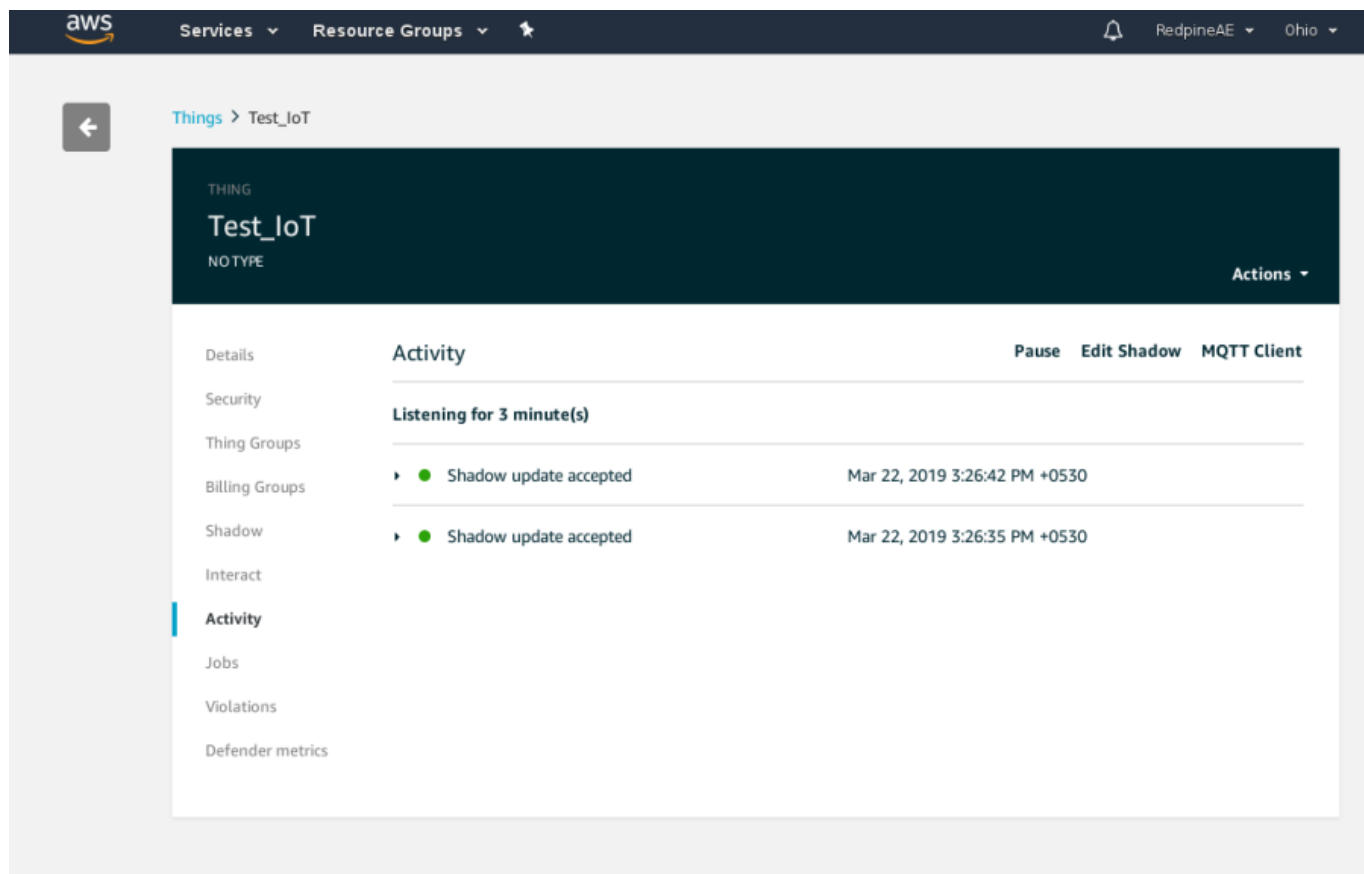 aws Services Resource Groups RedpineAE Ohio
Things > Test_IoT
THING
Test_IoT
NO TYPE
Actions
Details
Security
Thing Groups
Billing Groups
Shadow
Interact
Activity
Jobs
Violations
Defender metrics
Activity Pause Edit Shadow MQTT Client
Listening for 3 minute(s)
Shadow update accepted Mar 22, 2019 3:26:42 PM +0530
Shadow update accepted Mar 22, 2019 3:26:35 PM +0530